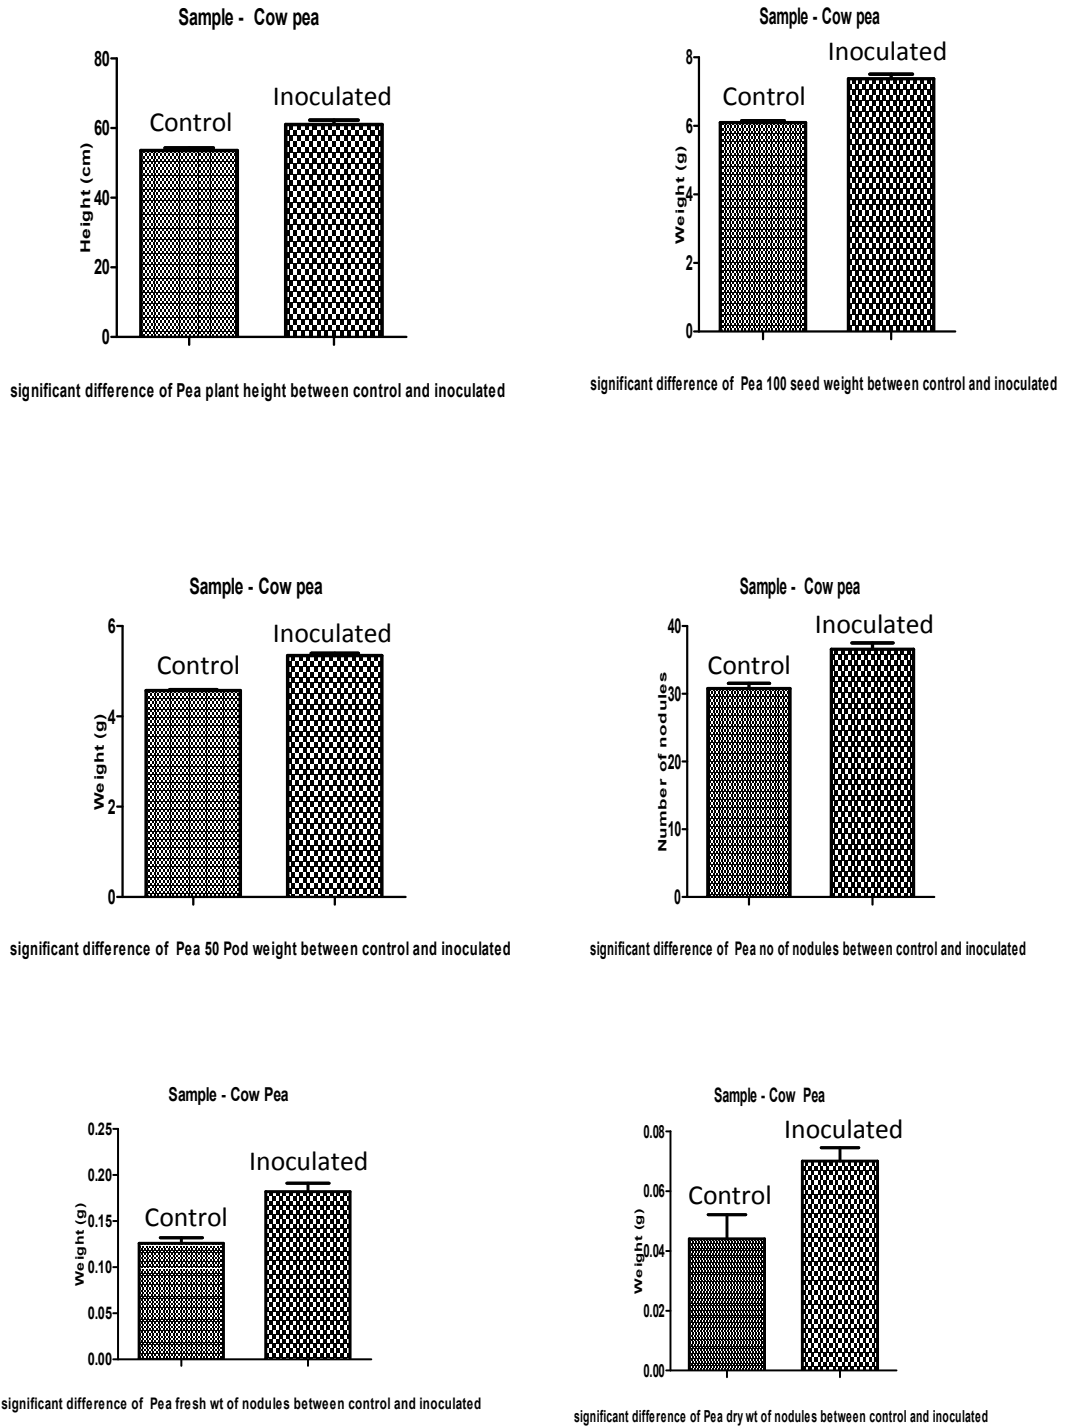 Sample - Cow pea
80
60
40
20
0
Height (cm)
Control
Inoculated
significant difference of Pea plant height between control and inoculated
Sample - Cow pea
8
6
4
2
0
Weight (g)
Control
Inoculated
significant difference of Pea 100 seed weight between control and inoculated
Sample - Cow pea
6
4
2
0
Weight (g)
Control
Inoculated
significant difference of Pea 50 Pod weight between control and inoculated
Sample - Cow pea
40
30
20
10
0
Number of nodules
Control
Inoculated
significant difference of Pea no of nodules between control and inoculated
Sample - Cow Pea
0.25
0.20
0.15
0.10
0.05
0.00
Weight (g)
Control
Inoculated
significant difference of Pea fresh wt of nodules between control and inoculated
Sample - Cow Pea
0.08
0.06
0.04
0.02
0.00
Weight (g)
Control
Inoculated
significant difference of Pea dry wt of nodules between control and inoculated